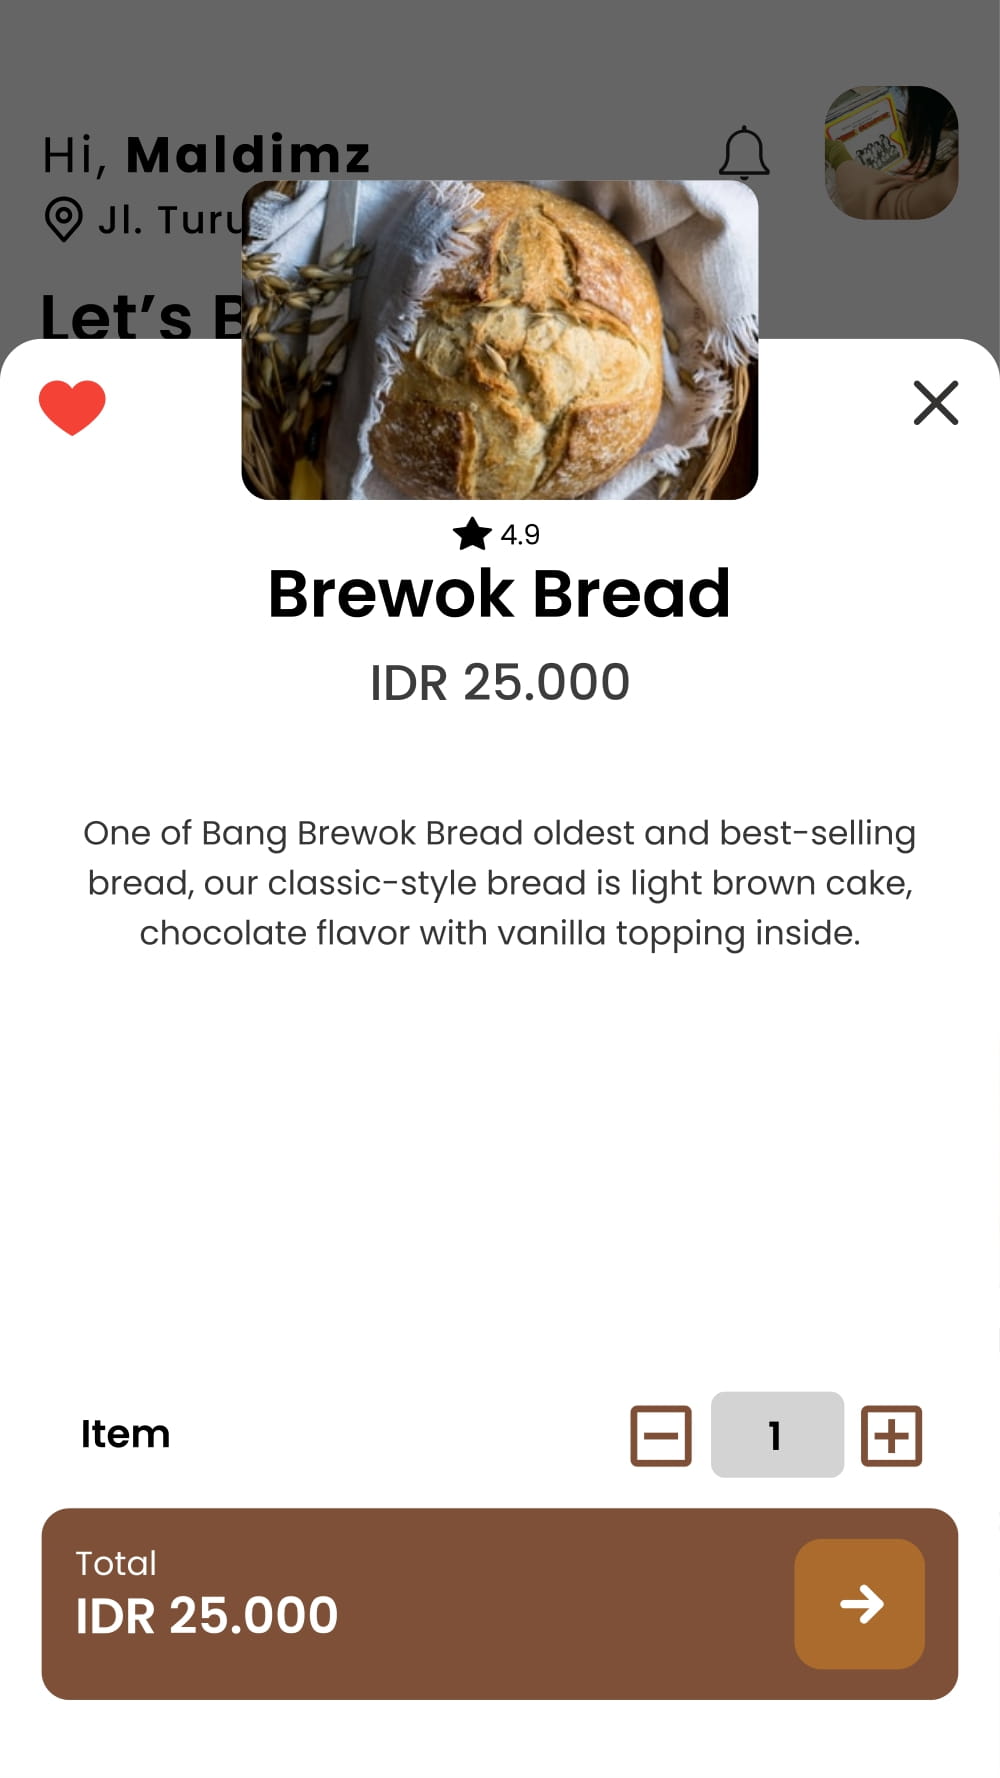 Hi, Maldimz
Jl. Turu
Let’s B
4.9
Brewok Bread
IDR 25.000
One of Bang Brewok Bread oldest and best-selling
bread, our classic-style bread is light brown cake,
chocolate flavor with vanilla topping inside.
Item
1
Total
IDR 25.000